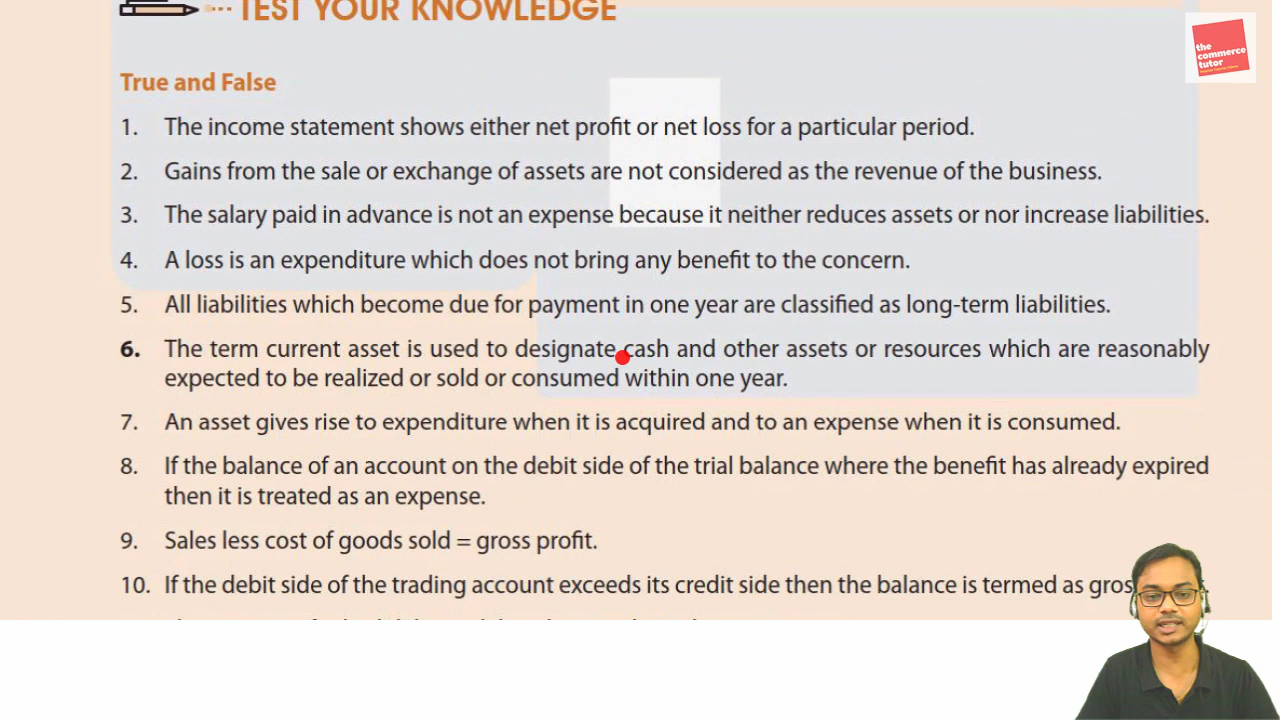 TEST YOUR KNOWLEDGE
the
commerce
tutor
True and False
1. The income statement shows either net profit or net loss for a particular period.
2. Gains from the sale or exchange of assets are not considered as the revenue of the business.
3. The salary paid in advance is not an expense because it neither reduces assets or nor increase liabilities.
4. A loss is an expenditure which does not bring any benefit to the concern.
5. All liabilities which become due for payment in one year are classified as long-term liabilities.
6. The term current asset is used to designate cash and other assets or resources which are reasonably
expected to be realized or sold or consumed within one year.
7. An asset gives rise to expenditure when it is acquired and to an expense when it is consumed.
8. If the balance of an account on the debit side of the trial balance where the benefit has already expired
then it is treated as an expense.
9. Sales less cost of goods sold = gross profit.
10. If the debit side of the trading account exceeds its credit side then the balance is termed as